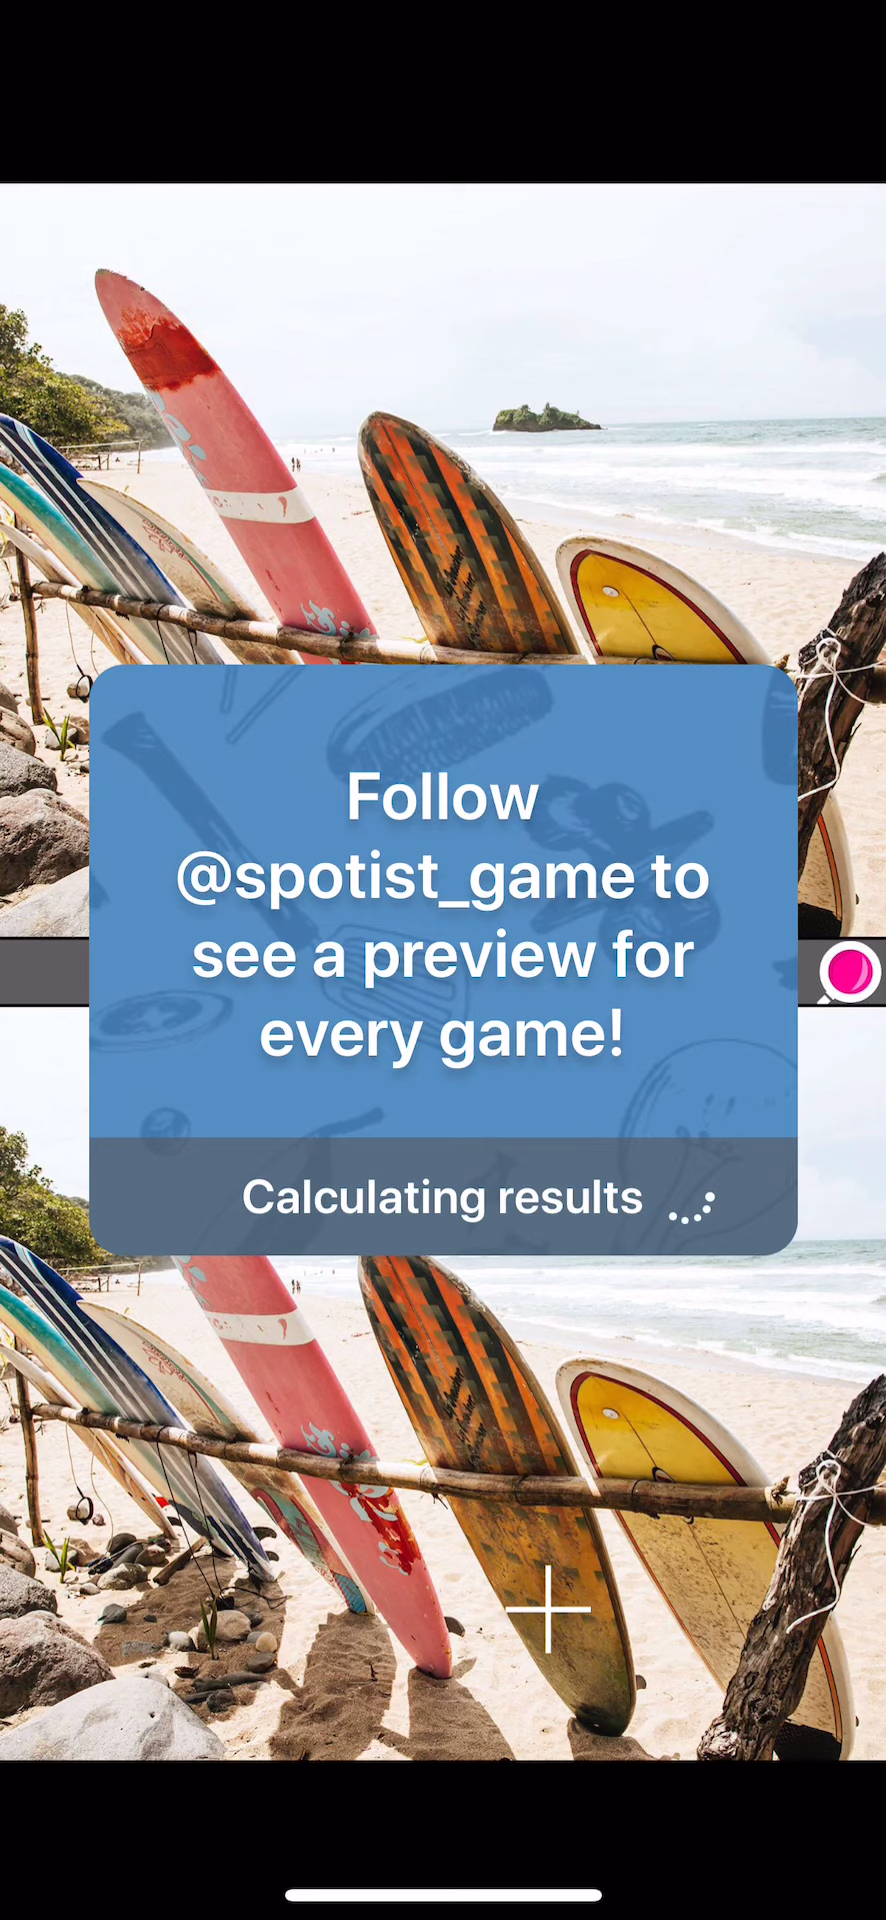 Follow
@spotist_game to
see a preview for
every game!
Calculating results